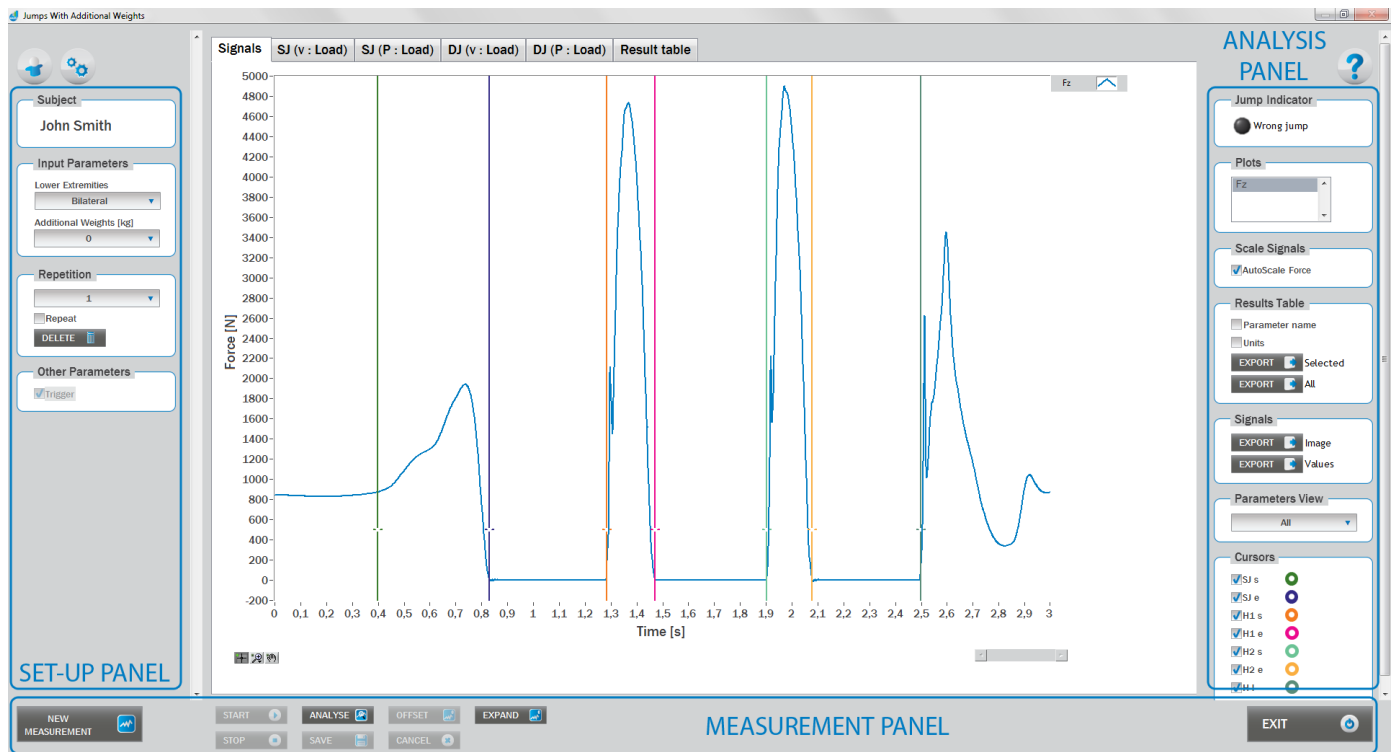 Jumps With Additional Weights
Subject
John Smith
Input Parameters
Lower Extremities
Bilateral
Additional Weights [kg]
0
Repetition
1
Repeat
DELETE
Other Parameters
Trigger
SET-UP PANEL
Signals
SJ (v : Load)
SJ (P : Load)
DJ (v : Load)
DJ (P : Load)
Result table
Fz
5000
4800
4600
4400
4200
4000
3800
3600
3400
3200
3000
2800
2600
2400
2200
2000
1800
1600
1400
1200
1000
800
600
400
200
0
-200
Force [N]
0 0,1 0,2 0,3 0,4 0,5 0,6 0,7 0,8 0,9 1 1,1 1,2 1,3 1,4 1,5 1,6 1,7 1,8 1,9 2 2,1 2,2 2,3 2,4 2,5 2,6 2,7 2,8 2,9 3
Time [s]
ANALYSIS
PANEL
?
Jump Indicator
Wrong jump
Plots
Fz
Scale Signals
AutoScale Force
Results Table
Parameter name
Units
EXPORT Selected
EXPORT All
Signals
EXPORT Image
EXPORT Values
Parameters View
All
Cursors
SJ s
SJ e
H1 s
H1 e
H2 s
H2 e
NEW
MEASUREMENT
START
ANALYSE
OFFSET
EXPAND
STOP
SAVE
CANCEL
MEASUREMENT PANEL
EXIT